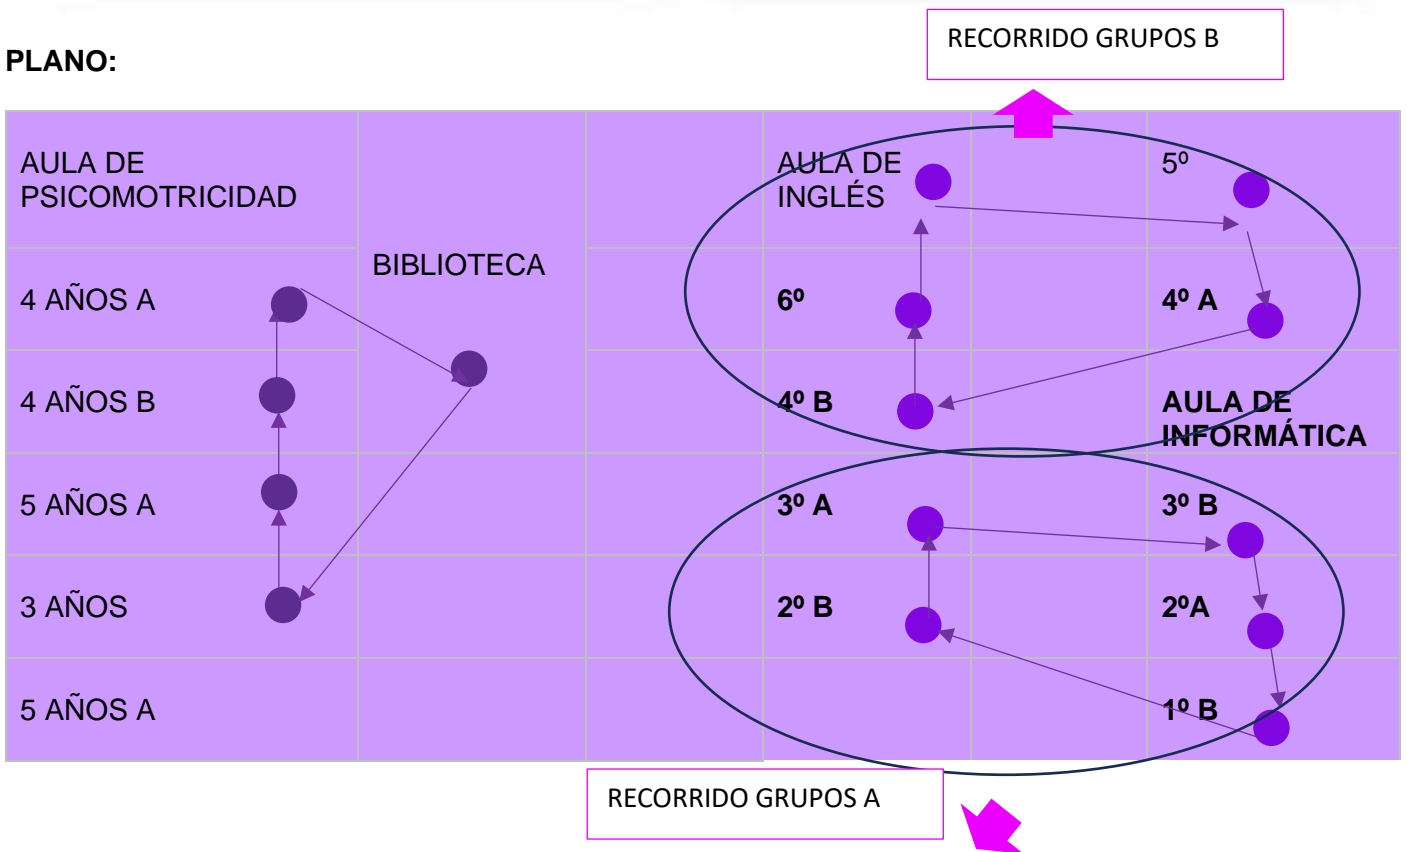 RECORRIDO GRUPOS B
PLANO:
AULA DE
PSICOMOTRICIDAD
BIBLIOTECA
AULA DE
INGLÉS
5º
4 AÑOS A
6º
4º A
4 AÑOS B
4º B
AULA DE
INFORMÁTICA
5 AÑOS A
3º A
3º B
3 AÑOS
2º B
2ºA
5 AÑOS A
1º B
RECORRIDO GRUPOS A